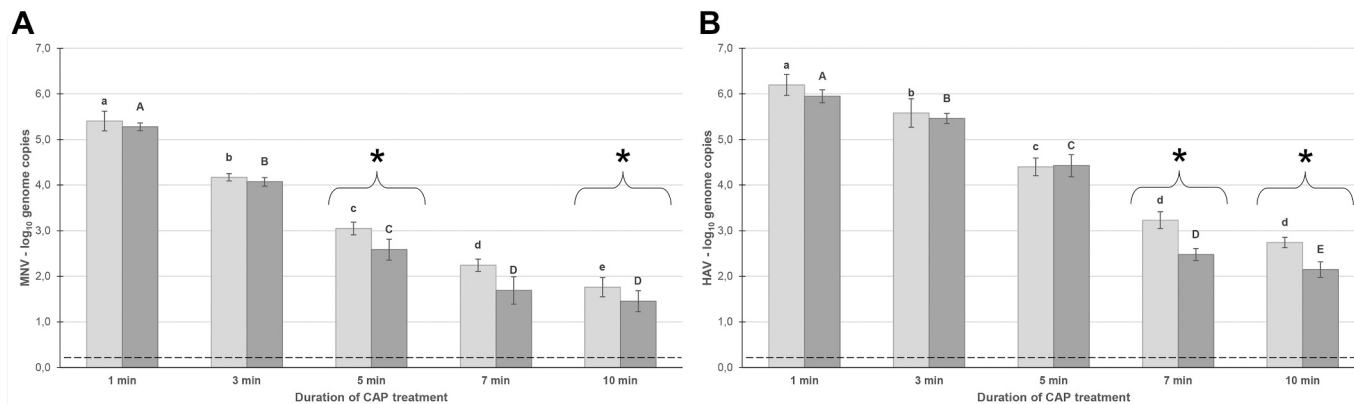 A
7,0
6,0
5,0
4,0
3,0
2,0
1,0
0,0
MNV - log10 genome copies
a A
b B
c C
*
d D
e D
*
1 min 3 min 5 min 7 min 10 min
Duration of CAP treatment
B
7,0
6,0
5,0
4,0
3,0
2,0
1,0
0,0
HAV - log10 genome copies
a A
b B
c C
d D
*
d E
*
1 min 3 min 5 min 7 min 10 min
Duration of CAP treatment